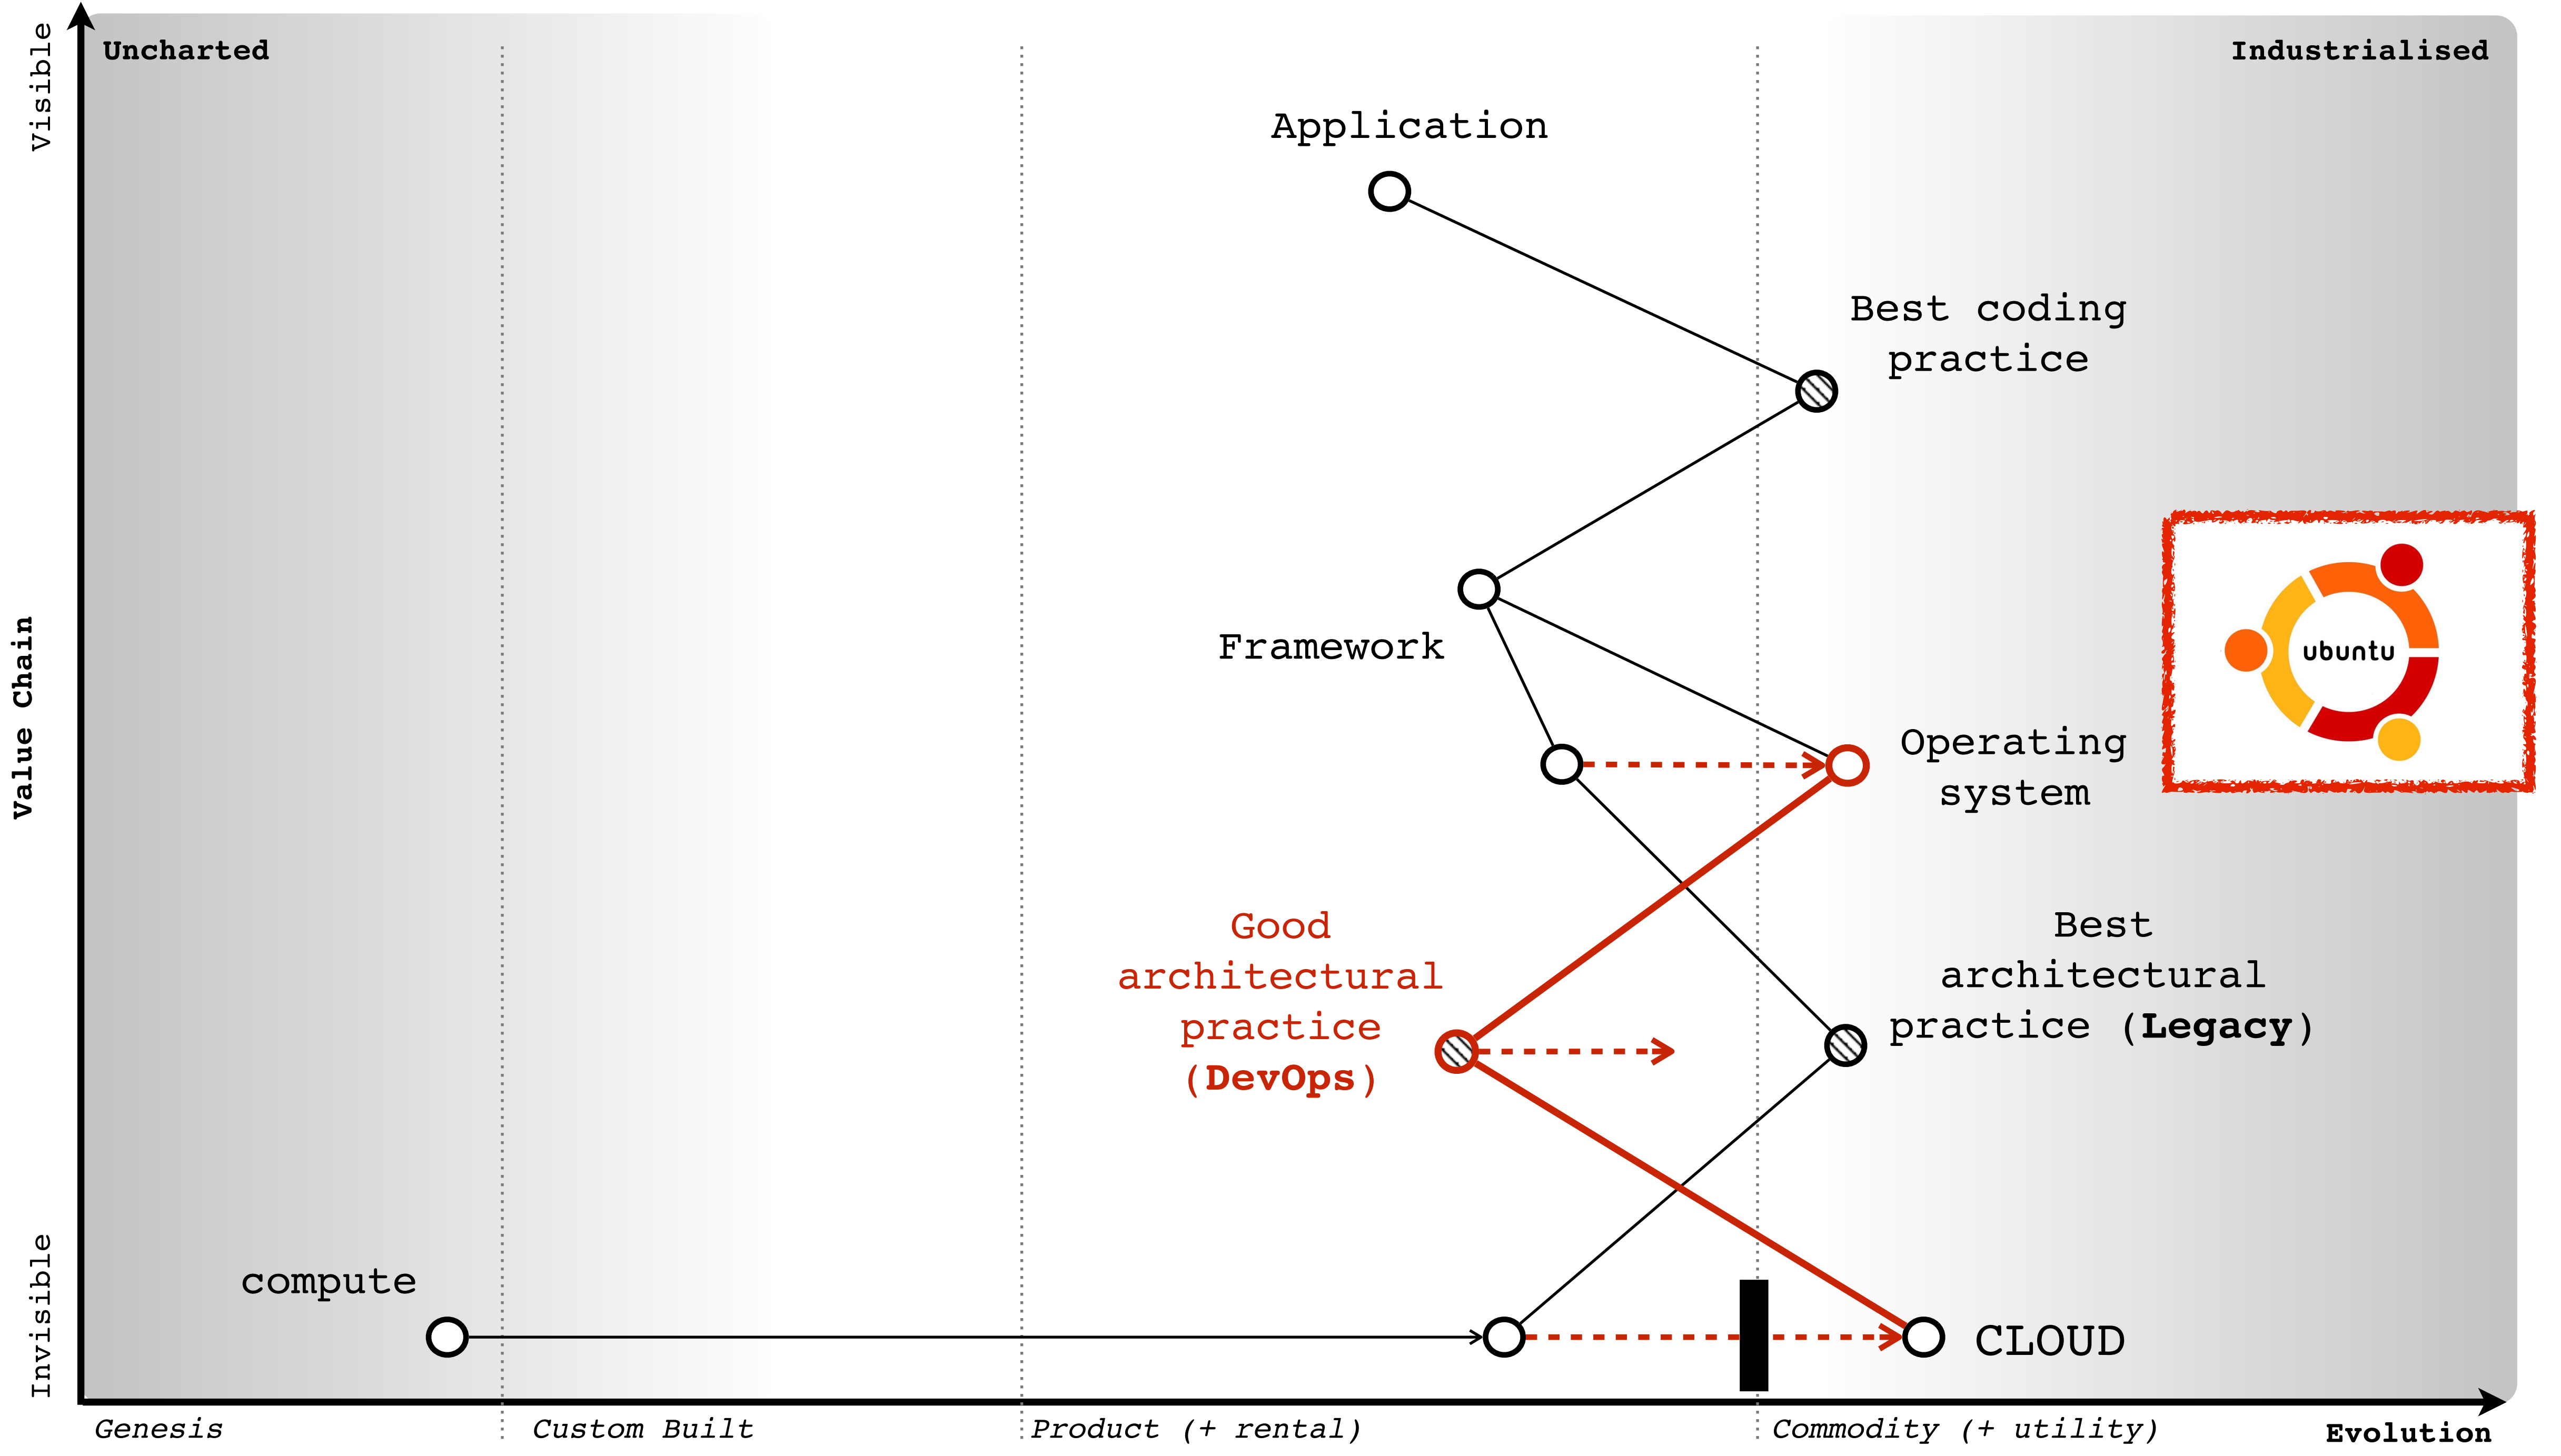 Uncharted
Industrialised
Visible
Application
Best coding
practice
ubuntu
Framework
Value Chain
Operating
system
Good
architectural
practice
(DevOps)
Best
architectural
practice (Legacy)
Invisible
compute
CLOUD
Genesis
Custom Built
Product (+ rental)
Commodity (+ utility)
Evolution